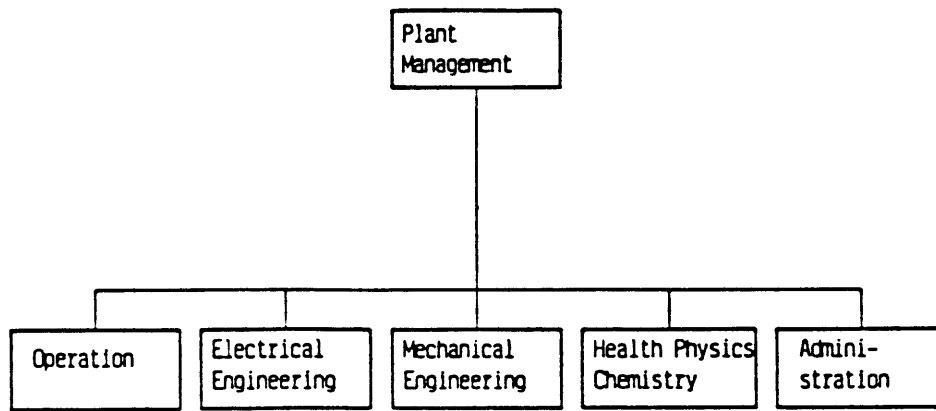 Plant
Management
Operation
Electrical
Engineering
Mechanical
Engineering
Health Physics
Chemistry
Admini-
stration